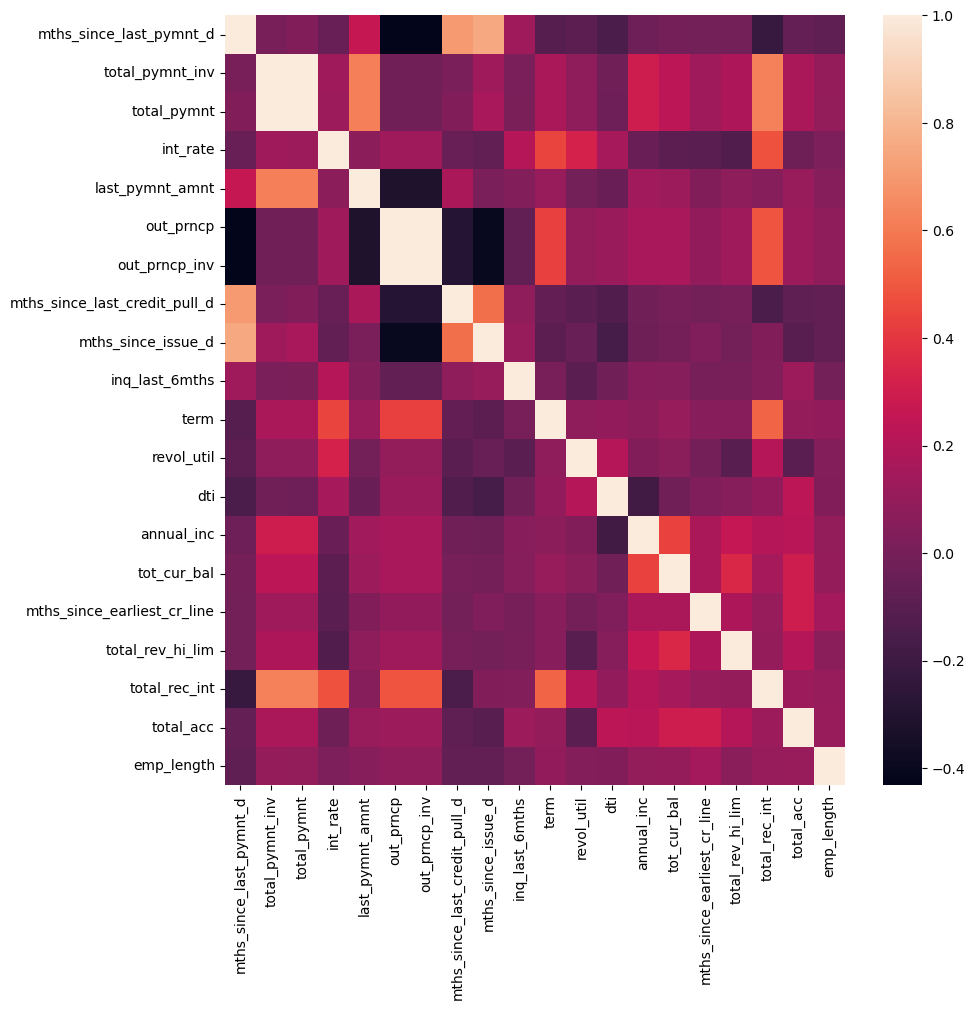 mths_since_last_pymnt_d
total_pymnt_inv
total_pymnt
int_rate
last_pymnt_amnt
out_prncp
out_prncp_inv
mths_since_last_credit_pull_d
mths_since_issue_d
inq_last_6mths
term
revol_util
dti
annual_inc
tot_cur_bal
mths_since_earliest_cr_line
total_rev_hi_lim
total_rec_int
total_acc
emp_length
mths_since_last_pymnt_d
total_pymnt_inv
total_pymnt
int_rate
last_pymnt_amnt
out_prncp
out_prncp_inv
mths_since_last_credit_pull_d
mths_since_issue_d
inq_last_6mths
term
revol_util
dti
annual_inc
tot_cur_bal
mths_since_earliest_cr_line
total_rev_hi_lim
total_rec_int
total_acc
emp_length
1.0
0.8
0.6
0.4
0.2
0.0
−0.2
−0.4